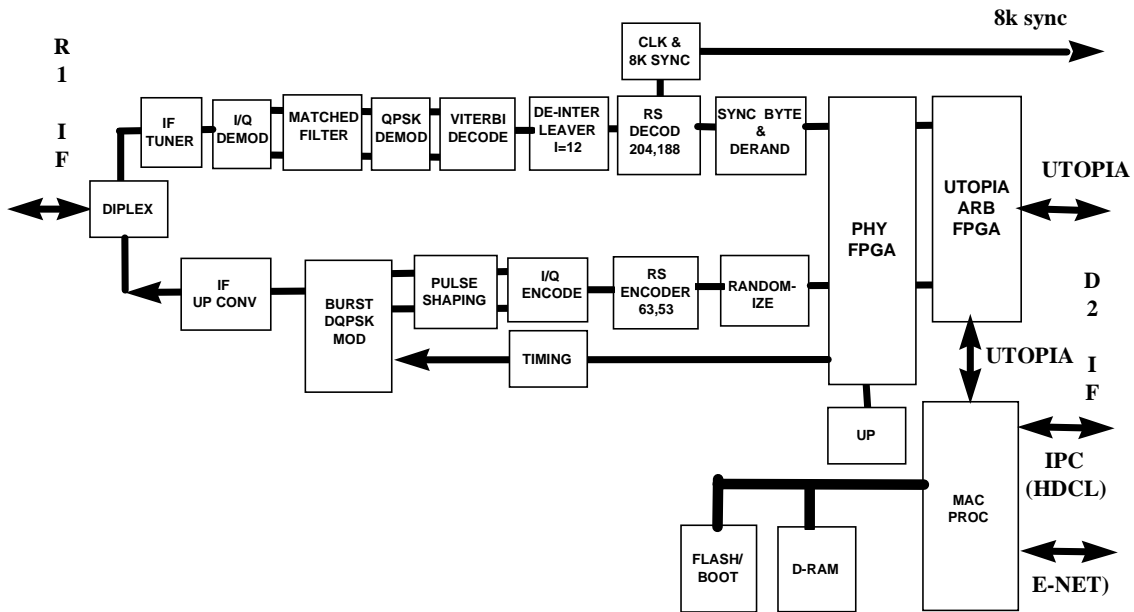 8k sync
R
1
I
F
CLK &
8K SYNC
IF
TUNER
I/Q
DEMOD
MATCHED
FILTER
QPSK
DEMOD
VITERBI
DECODE
DE-INTER
LEAVER
I=12
RS
DECOD
204,188
SYNC BYTE
&
DERAND
DIPLEX
PHY
FPGA
UTOPIA
ARB
FPGA
UTOPIA
IF
UP CONV
BURST
DQPSK
MOD
PULSE
SHAPING
I/Q
ENCODE
RS
ENCODER
63,53
RANDOM-
IZE
TIMING
D
2
I
F
UTOPIA
UP
MAC
PROC
IPC
(HDCL)
FLASH/
BOOT
D-RAM
E-NET)